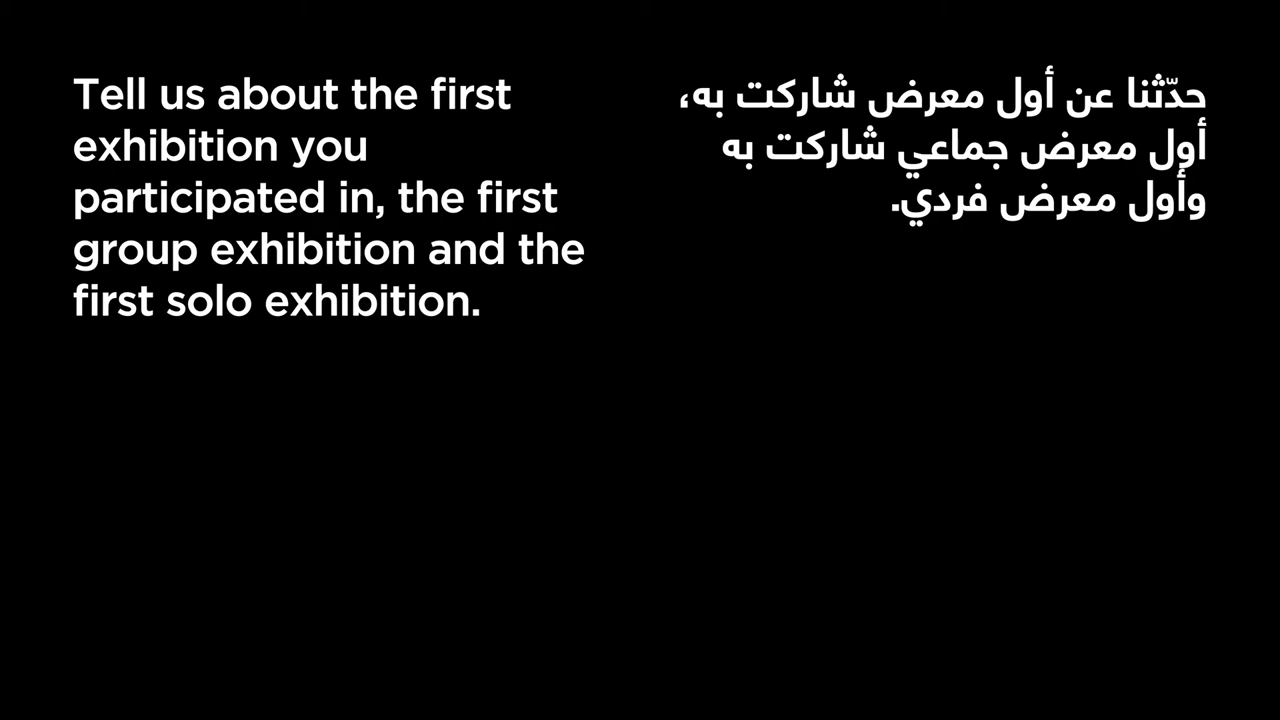 Tell us about the first
exhibition you
participated in, the first
group exhibition and the
first solo exhibition.
حدّثنا عن أول معرض شاركت به،
أول معرض جماعي شاركت به
وأول معرض فردي.